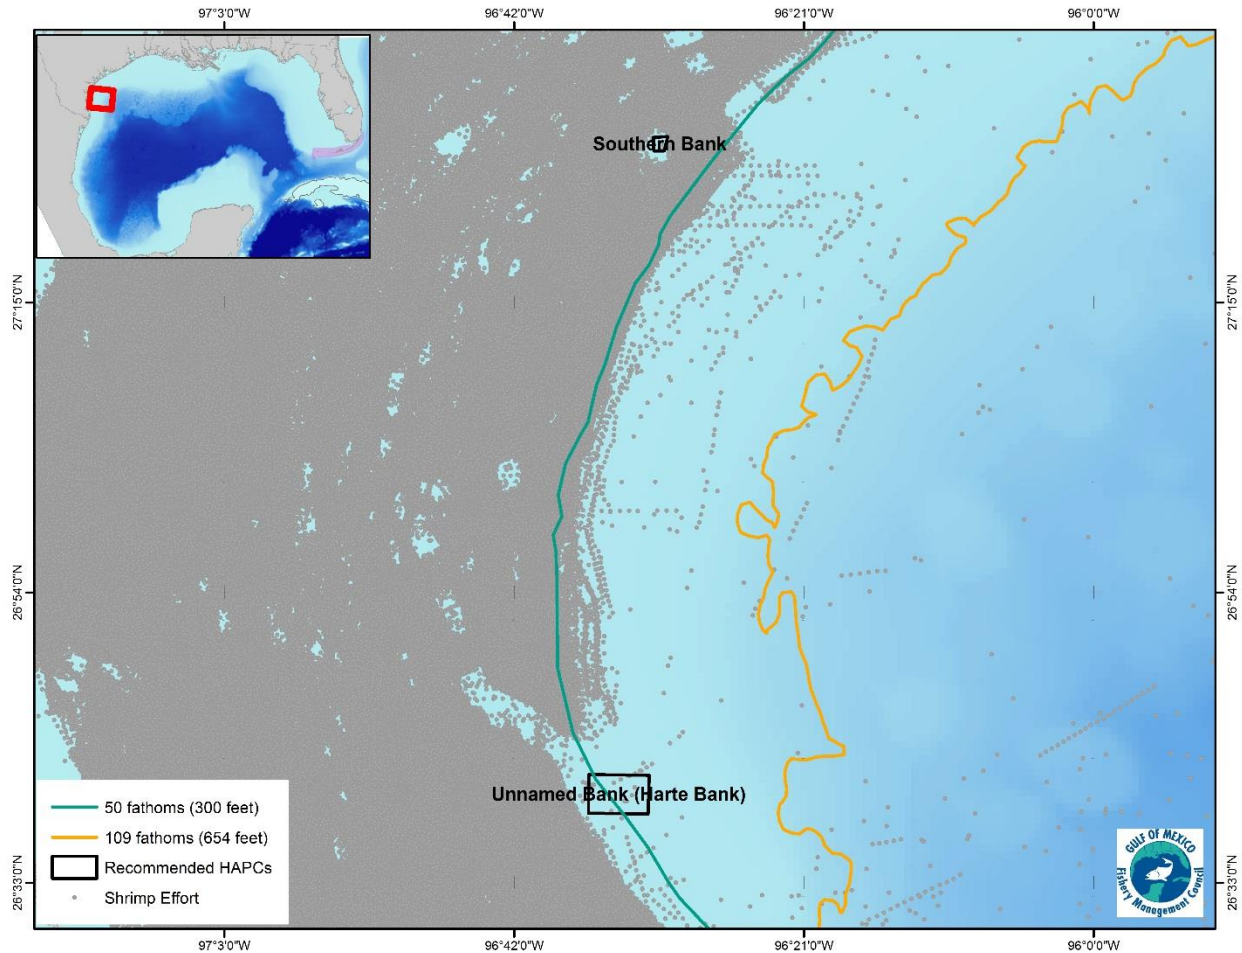 97°3'0"W
96°42'0"W
96°21'0"W
96°0'0"W
Southern Bank
27°15'0"N
27°15'0"N
26°54'0"N
26°54'0"N
Unnamed Bank (Harte Bank)
50 fathoms (300 feet)
109 fathoms (654 feet)
Recommended HAPCs
Shrimp Effort
GULF OF MEXICO
Fishery Management Council
26°33'0"N
26°33'0"N
97°3'0"W
96°42'0"W
96°21'0"W
96°0'0"W